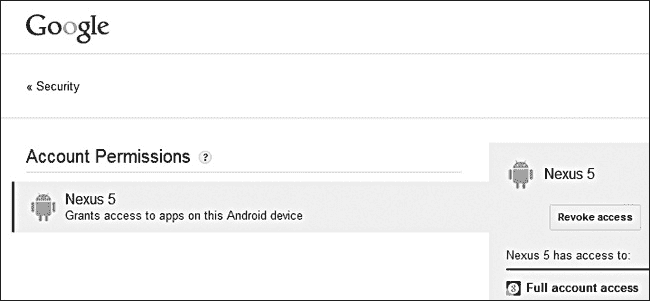 Google
« Security
Account Permissions ?
Nexus 5
Grants access to apps on this Android device
Nexus 5
Revoke access
Nexus 5 has access to:
Full account access